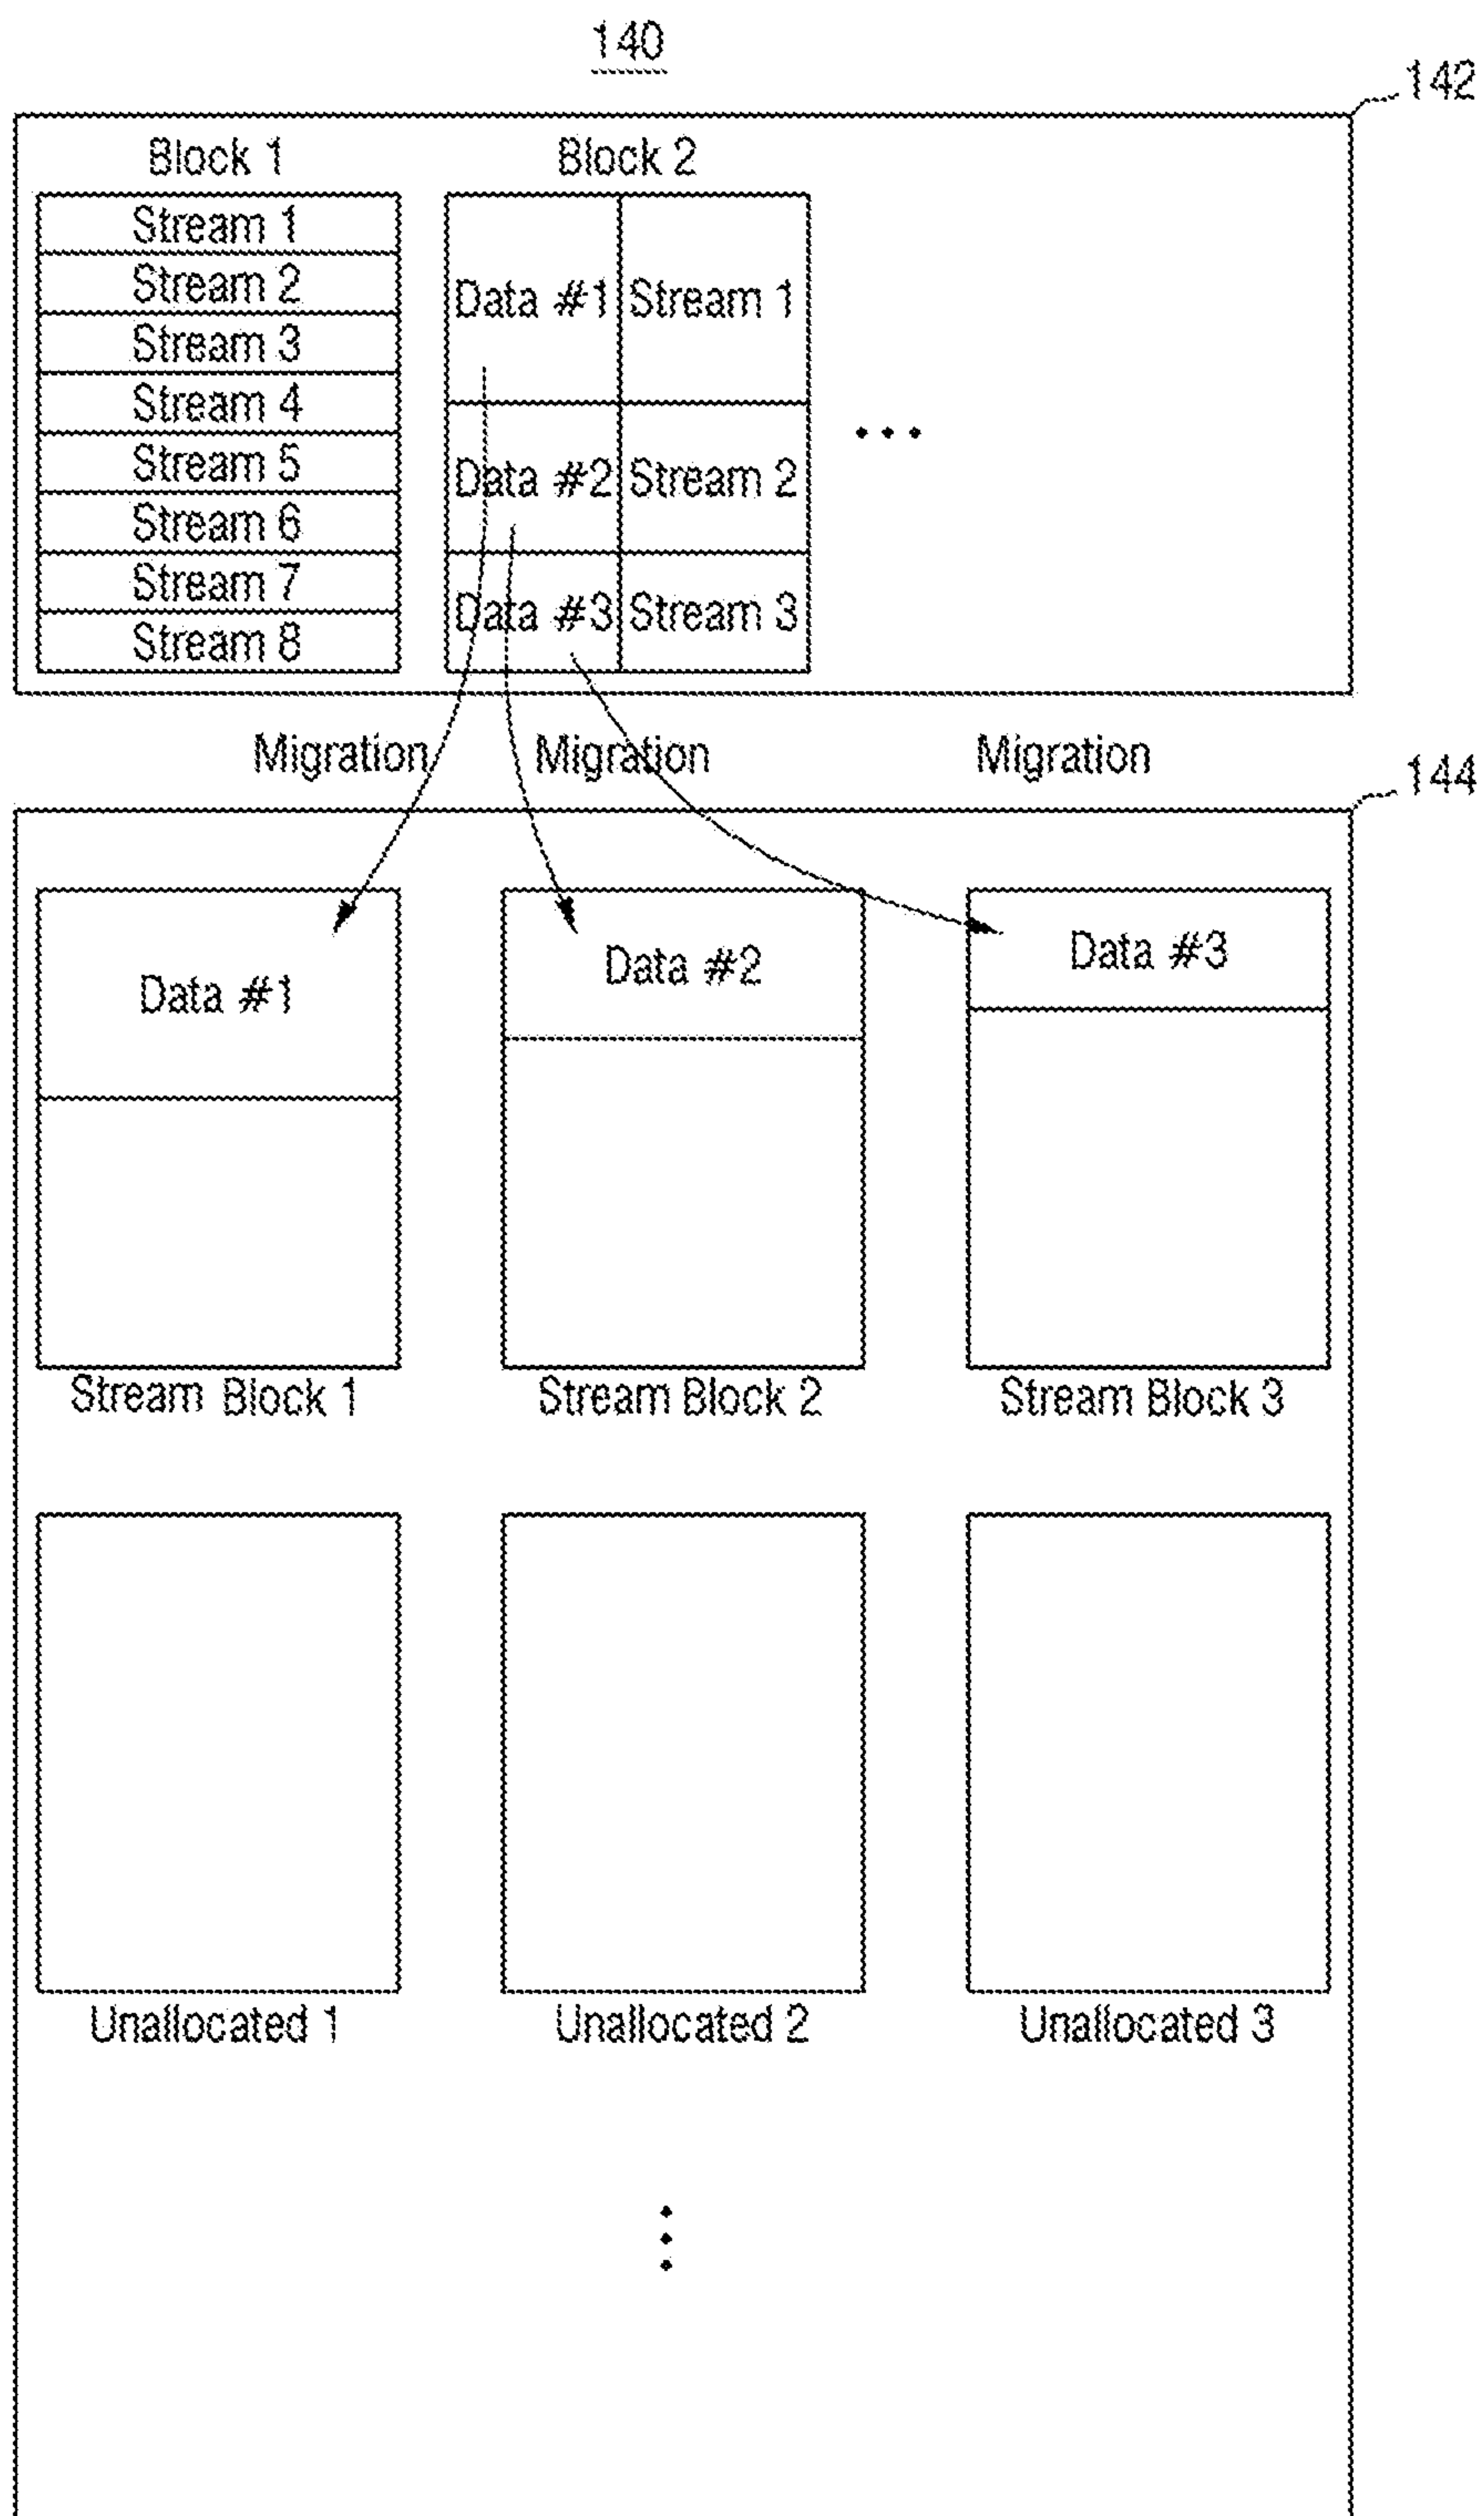 140
142
Block 1
Block 2
Stream 1
Stream 2
Stream 3
Stream 4
Stream 5
Stream 6
Stream 7
Stream 8
Data #1 Stream 1
Data #2 Stream 2
Data #3 Stream 3
...
Migration Migration Migration
144
Data #1
Data #2
Data #3
Stream Block 1
Stream Block 2
Stream Block 3
Unallocated 1
Unallocated 2
Unallocated 3